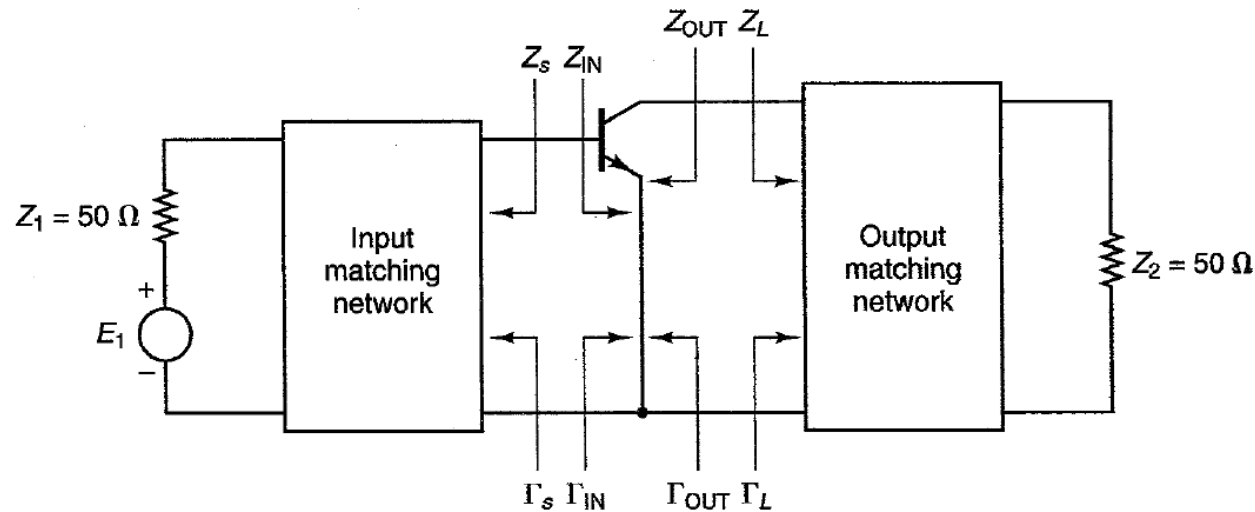 Z_OUT Z_L
Z_s Z_IN
Z_1 = 50 Ω
Input
matching
network
Output
matching
network
Z_2 = 50 Ω
+
E_1
−
Γ_s Γ_IN Γ_OUT Γ_L